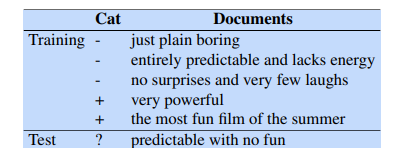 Cat Documents
Training - just plain boring
- entirely predictable and lacks energy
- no surprises and very few laughs
+ very powerful
+ the most fun film of the summer
Test ? predictable with no fun